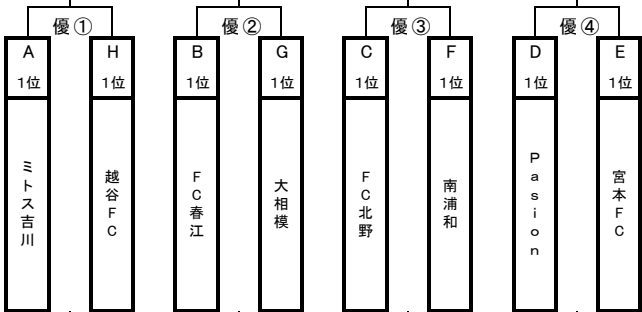 優① 優② 優③ 優④
A H B G C F D E
1位 1位 1位 1位 1位 1位 1位 1位
ミトス吉川
越谷FC
FC春江
大相模
FC北野
南浦和
Pasion
宮本FC